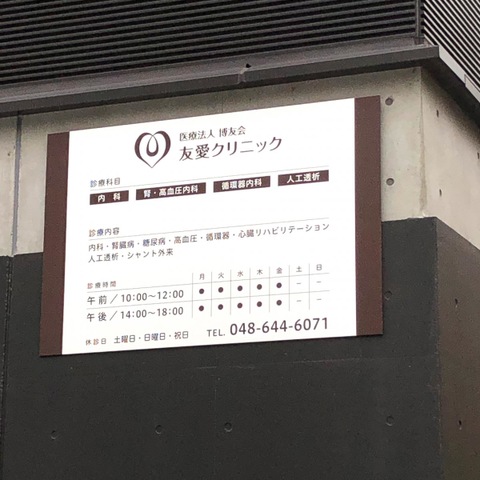 医療法人 博友会
友愛クリニック
診療科目
内 科 腎・高血圧内科 循環器内科 人工透析
診療内容
内科・腎臓病・糖尿病・高血圧・循環器・心臓リハビリテーション
人工透析・シャント外来
診療時間 月 火 水 木 金 土 日
午 前 / 10:00〜12:00 ● ● ● ● ● − −
午 後 / 14:00〜18:00 ● ● ● ● ● − −
休診日 土曜日・日曜日・祝日 TEL. 048-644-6071